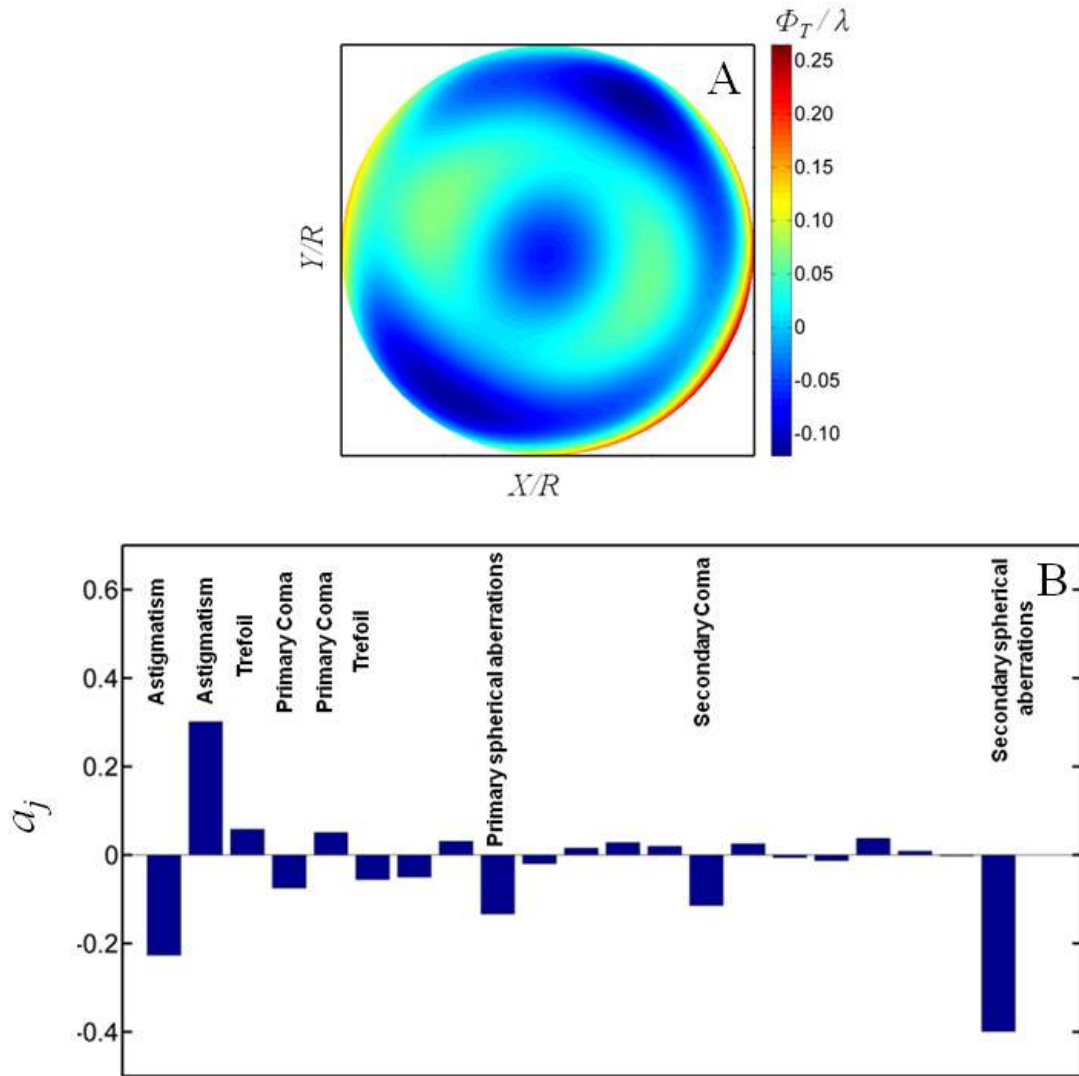 Φ_T / λ
A
0.25
0.15
0.10
0.05
0
-0.05
-0.10
Y/R
X/R
B
0.6
0.4
0.2
0
-0.2
-0.4
a_j
Astigmatism
Astigmatism
Trefoil
Primary Coma
Primary Coma
Trefoil
Primary spherical aberrations
Secondary Coma
Secondary spherical
aberrations